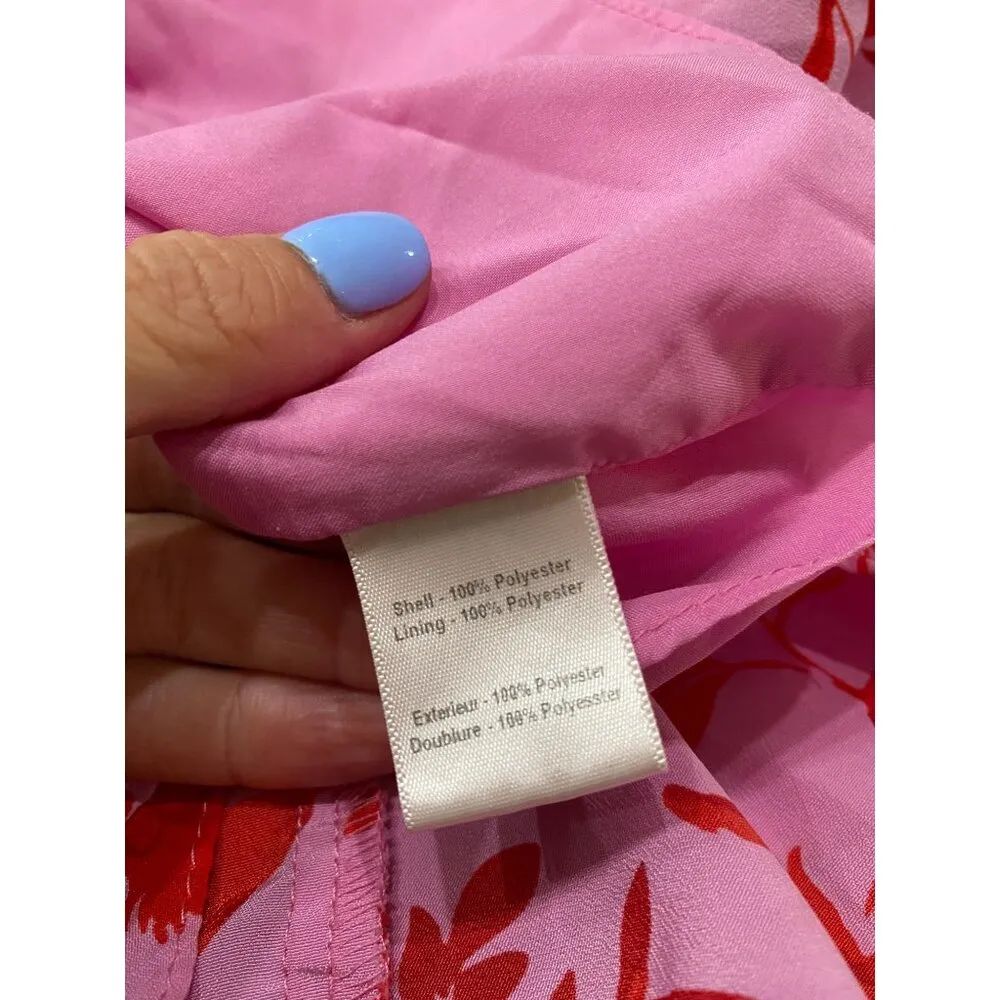 Shell - 100% Polyester
Lining - 100% Polyester
Exterieur - 100% Polyester
Doublure - 100% Polyesster